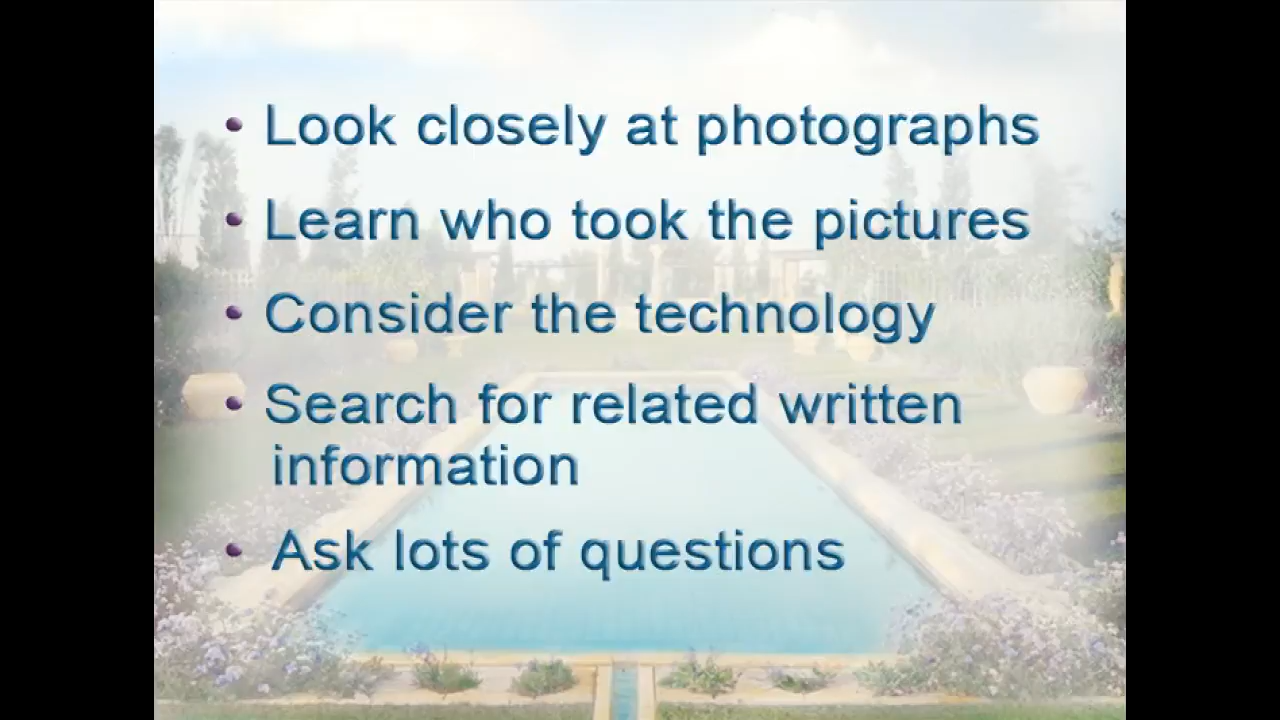 • Look closely at photographs
• Learn who took the pictures
• Consider the technology
• Search for related written
information
• Ask lots of questions